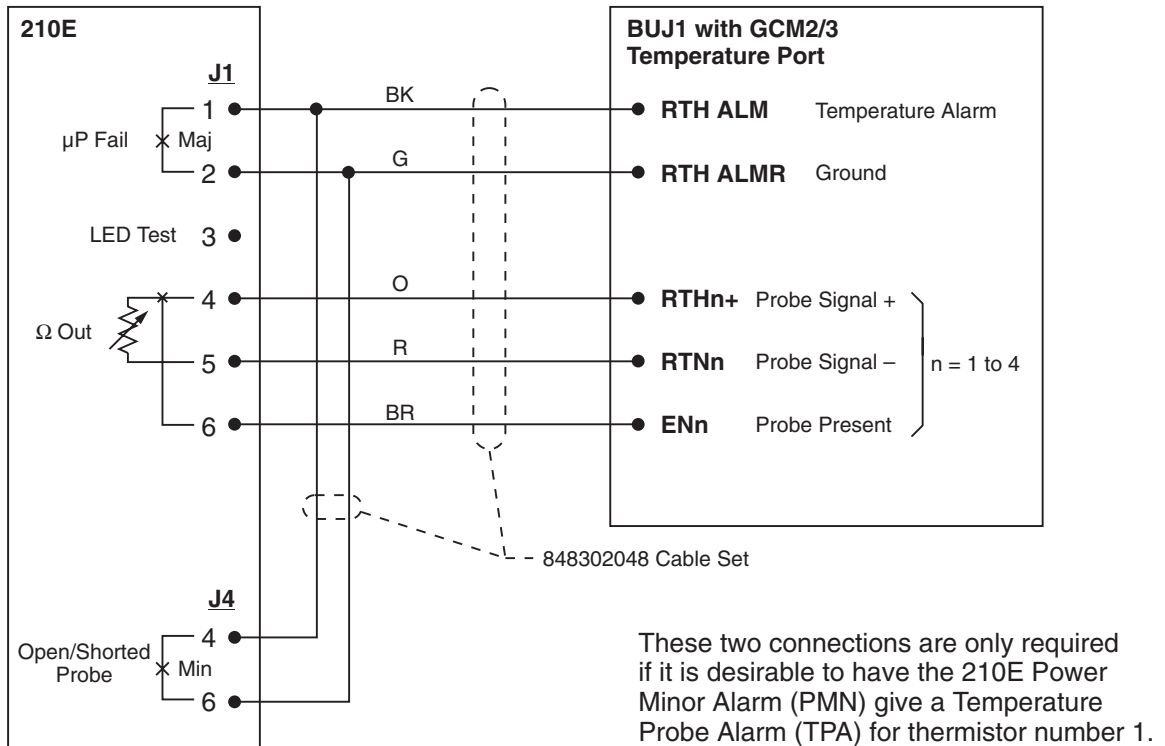 210E
BUJ1 with GCM2/3
Temperature Port
J1
1
BK
RTH ALM Temperature Alarm
µP Fail Maj
2
G
RTH ALMR Ground
LED Test 3
4
O
RTHn+ Probe Signal +
Ω Out
5
R
RTNn Probe Signal –
n = 1 to 4
6
BR
ENn Probe Present
848302048 Cable Set
J4
4
Open/Shorted
Probe
Min
6
These two connections are only required
if it is desirable to have the 210E Power
Minor Alarm (PMN) give a Temperature
Probe Alarm (TPA) for thermistor number 1.